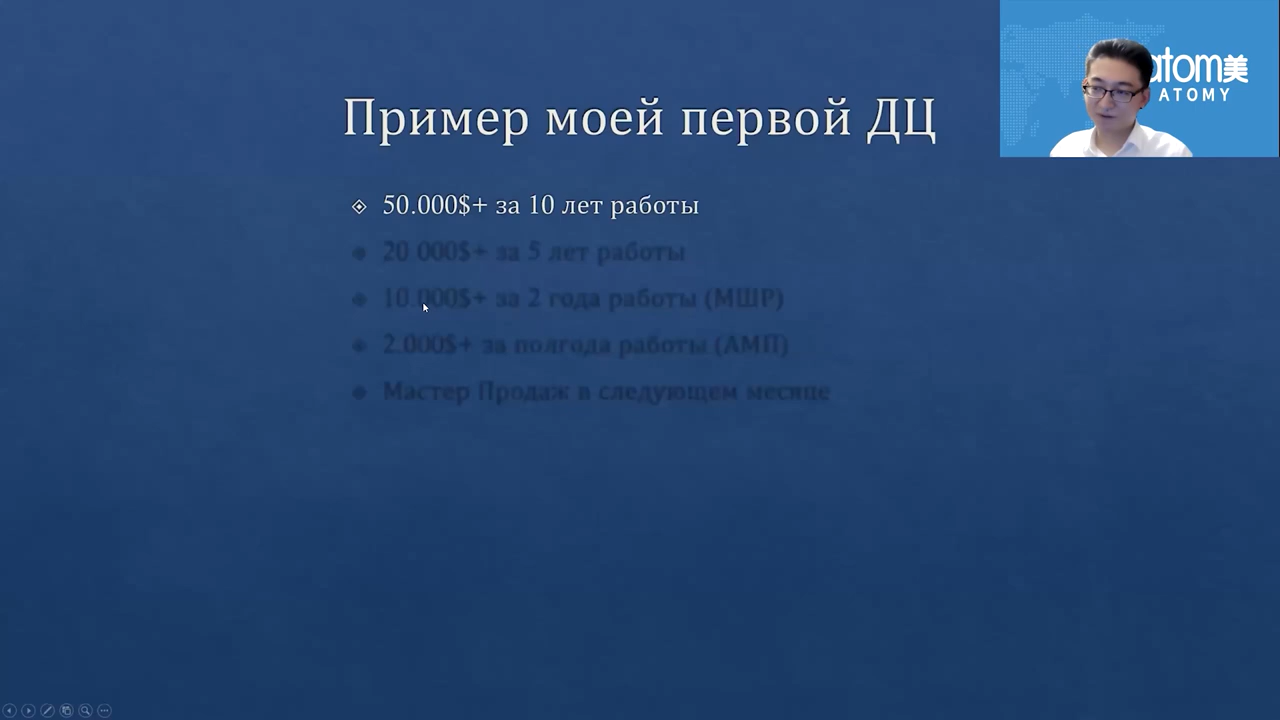 Пример моей первой ДЦ
atom美
ATOMY
50.000$+ за 10 лет работы
20 000$+ за 5 лет работы
10.000$+ за 2 года работы (МШР)
2.000$+ за полгода работы (АМП)
Мастер Продаж в следующем месяце